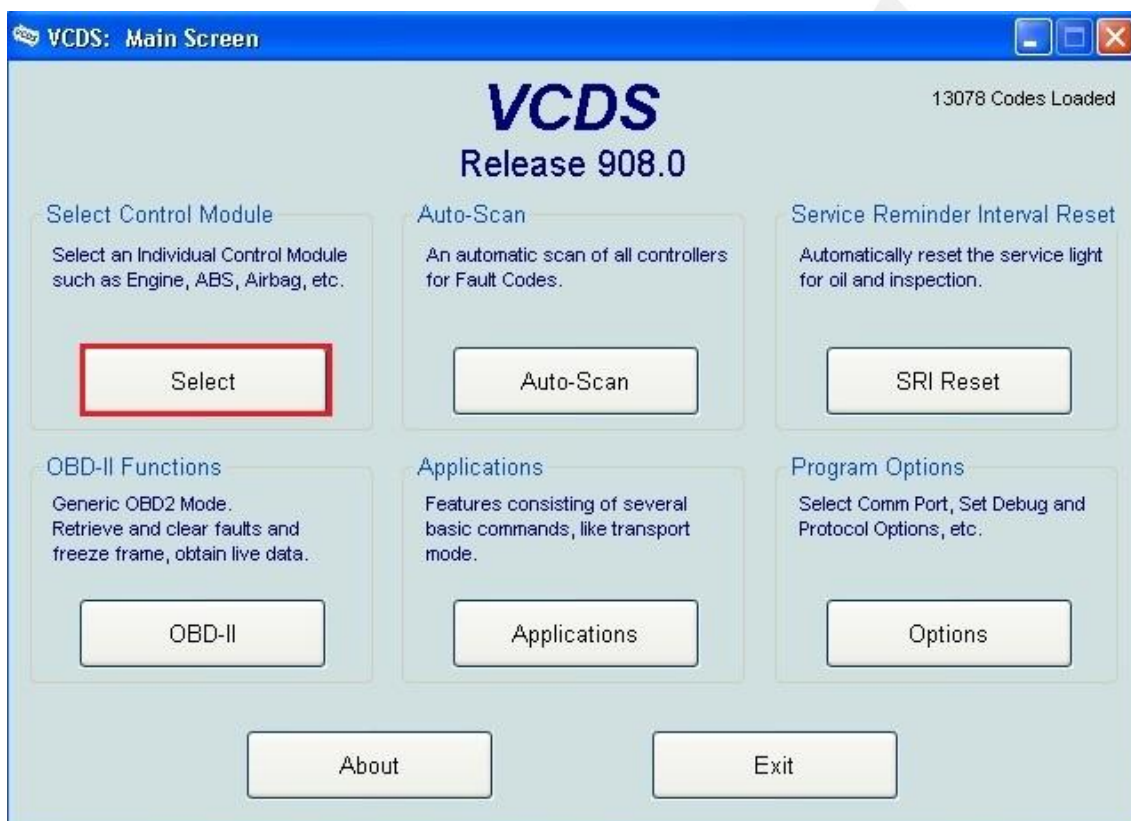 VCDS: Main Screen
VCDS
13078 Codes Loaded
Release 908.0
Select Control Module
Select an Individual Control Module
such as Engine, ABS, Airbag, etc.
Select
Auto-Scan
An automatic scan of all controllers
for Fault Codes.
Auto-Scan
Service Reminder Interval Reset
Automatically reset the service light
for oil and inspection.
SRI Reset
OBD-II Functions
Generic OBD2 Mode.
Retrieve and clear faults and
freeze frame, obtain live data.
OBD-II
Applications
Features consisting of several
basic commands, like transport
mode.
Applications
Program Options
Select Comm Port, Set Debug and
Protocol Options, etc.
Options
About
Exit